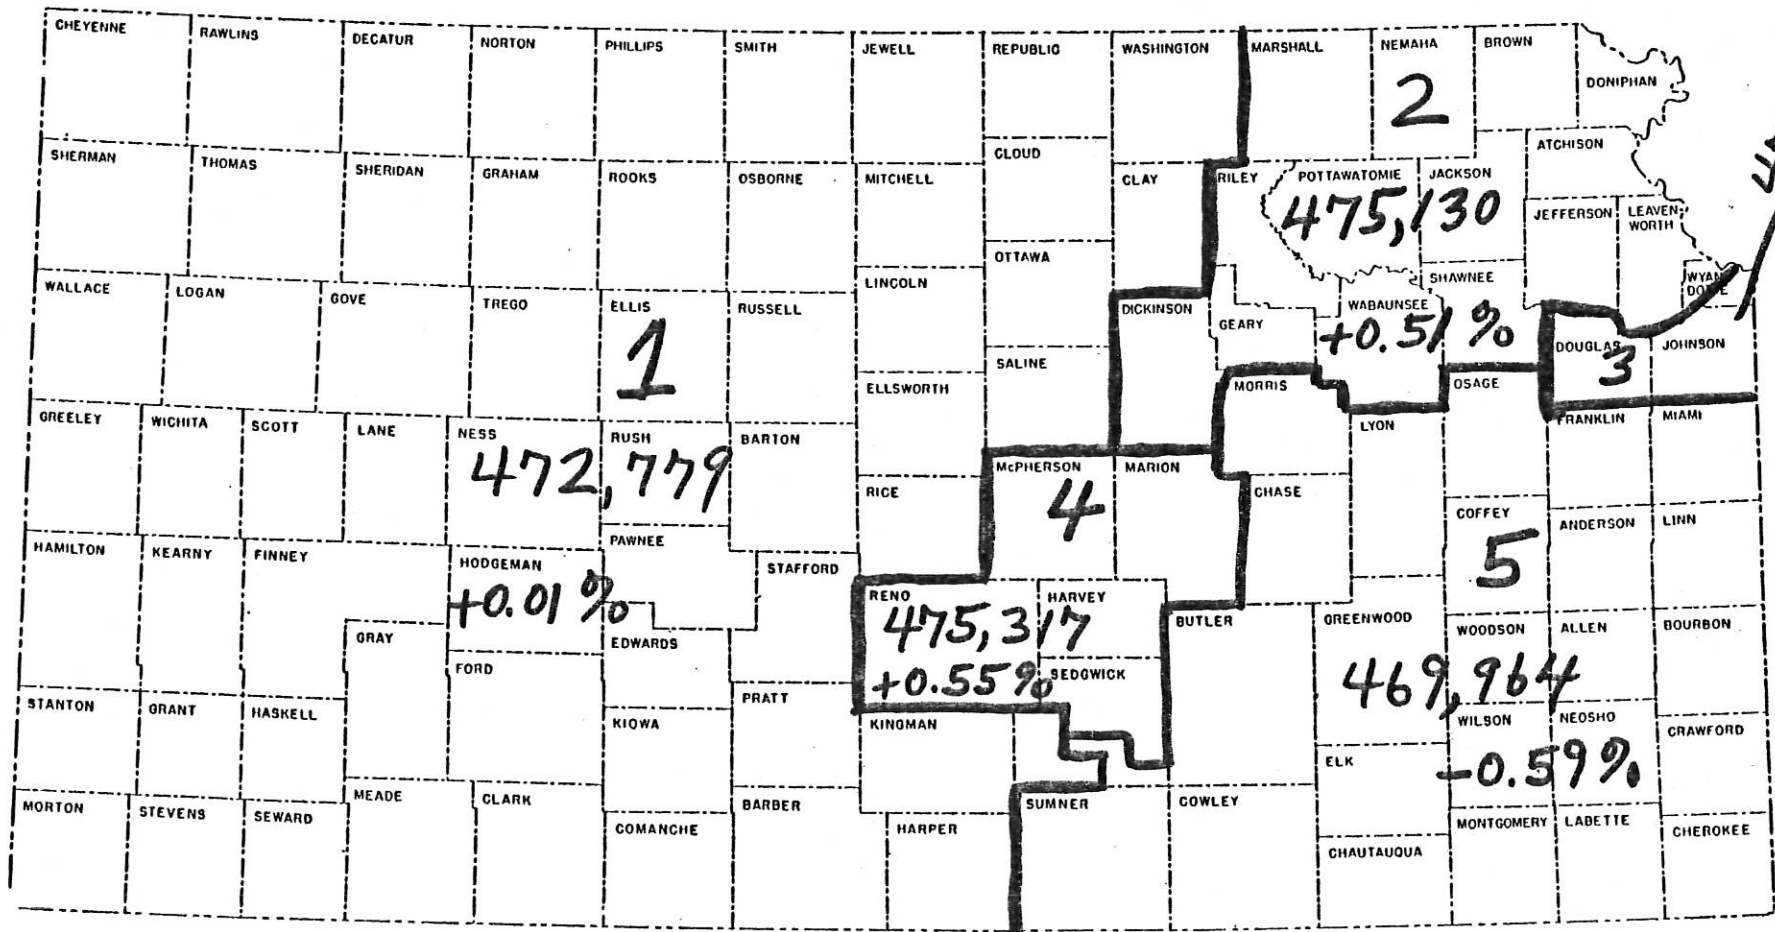 CHEYENNE RAWLINS DECATUR NORTON PHILLIPS SMITH JEWELL REPUBLIC WASHINGTON MARSHALL NEMAHA BROWN
DONIPHAN
2
SHERMAN THOMAS SHERIDAN GRAHAM ROOKS OSBORNE MITCHELL CLOUD CLAY RILEY POTTAWATOMIE JACKSON ATCHISON
475,130
JEFFERSON LEAVEN WORTH
OTTAWA
WALLACE LOGAN GOVE TREGO ELLIS RUSSELL LINCOLN DICKINSON GEARY WABAUNSEE SHAWNEE WYAN DOTTE
1
+0.51%
SALINE DOUGLAS JOHNSON
3
ELLSWORTH MORRIS OSAGE
GREELEY WICHITA SCOTT LANE NESS RUSH BARTON LYON FRANKLIN MIAMI
472,779
RICE McPHERSON MARION CHASE
4
COFFEY ANDERSON LINN
5
HAMILTON KEARNY FINNEY HODGEMAN PAWNEE STAFFORD
+0.01%
RENO HARVEY
475,317
GRAY EDWARDS BUTLER GREENWOOD WOODSON ALLEN BOURBON
FORD SEDGWICK
+0.55%
469,964
STANTON GRANT HASKELL KIOWA PRATT KINGMAN WILSON NEOSHO CRAWFORD
ELK
-0.59%
MORTON STEVENS SEWARD MEADE CLARK COMANCHE BARBER HARPER SUMNER COWLEY MONTGOMERY LABETTE CHEROKEE
CHAUTAUQUA